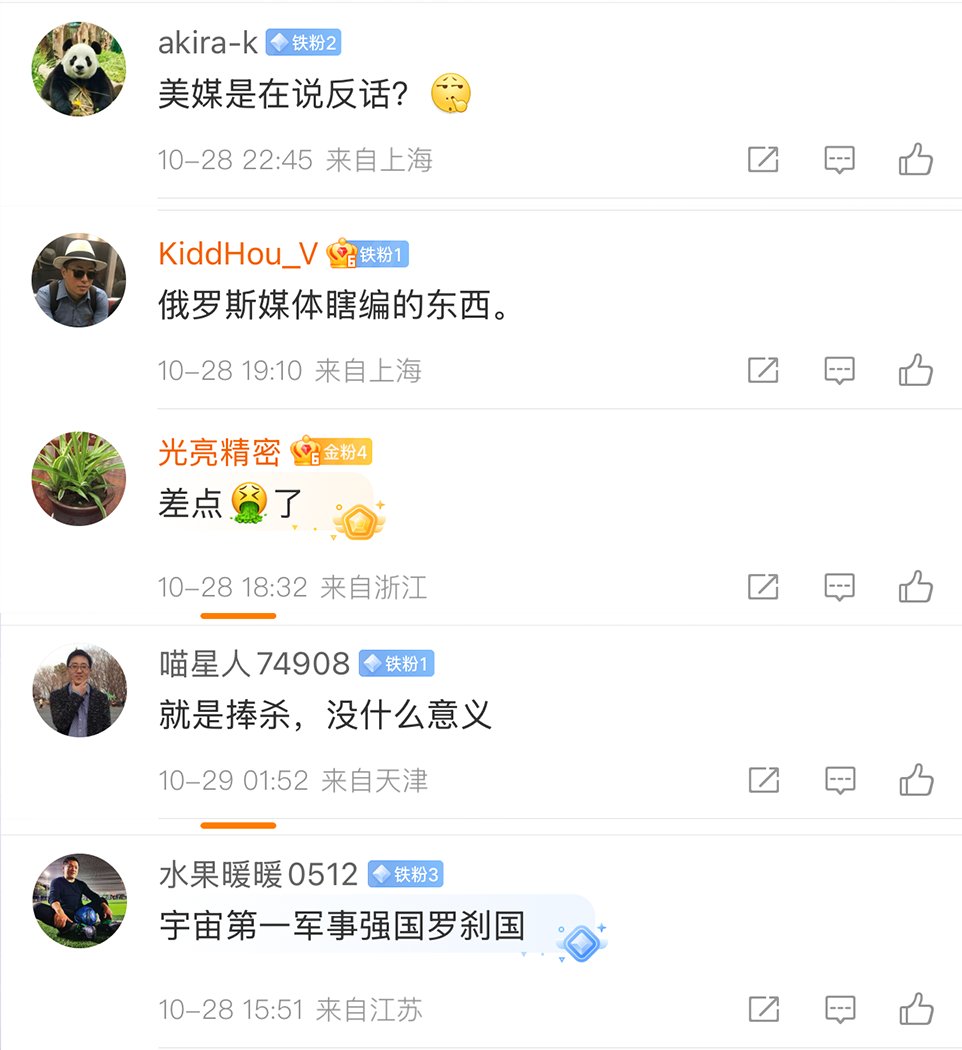 akira-k 铁粉2
美媒是在说反话？
10-28 22:45 来自上海
KiddHou_V 6 铁粉1
俄罗斯媒体瞎编的东西。
10-28 19:10 来自上海
光亮精密 6 金粉4
差点🤮了
10-28 18:32 来自浙江
喵星人74908 铁粉1
就是捧杀，没什么意义
10-29 01:52 来自天津
水果暖暖0512 铁粉3
宇宙第一军事强国罗刹国
10-28 15:51 来自江苏